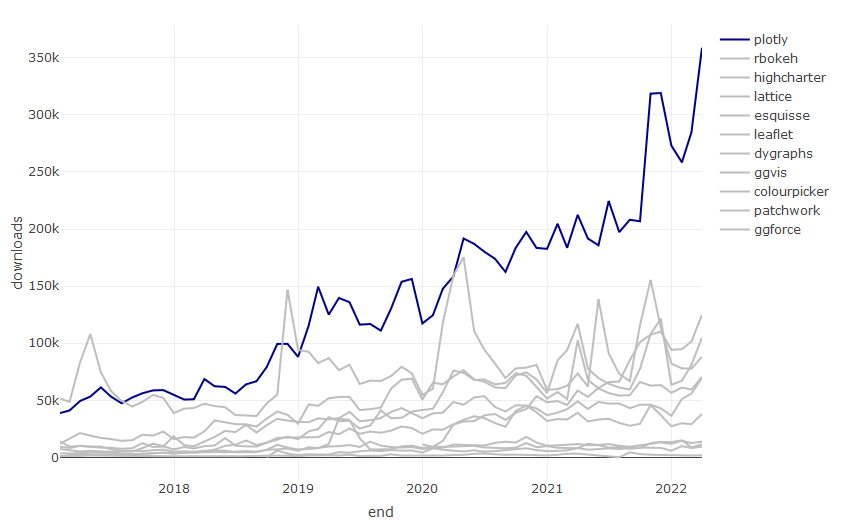 350k
300k
250k
200k
150k
100k
50k
0
downloads
2018
2019
2020
2021
2022
end
plotly
rbokeh
highcharter
lattice
esquisse
leaflet
dygraphs
ggvis
colourpicker
patchwork
ggforce